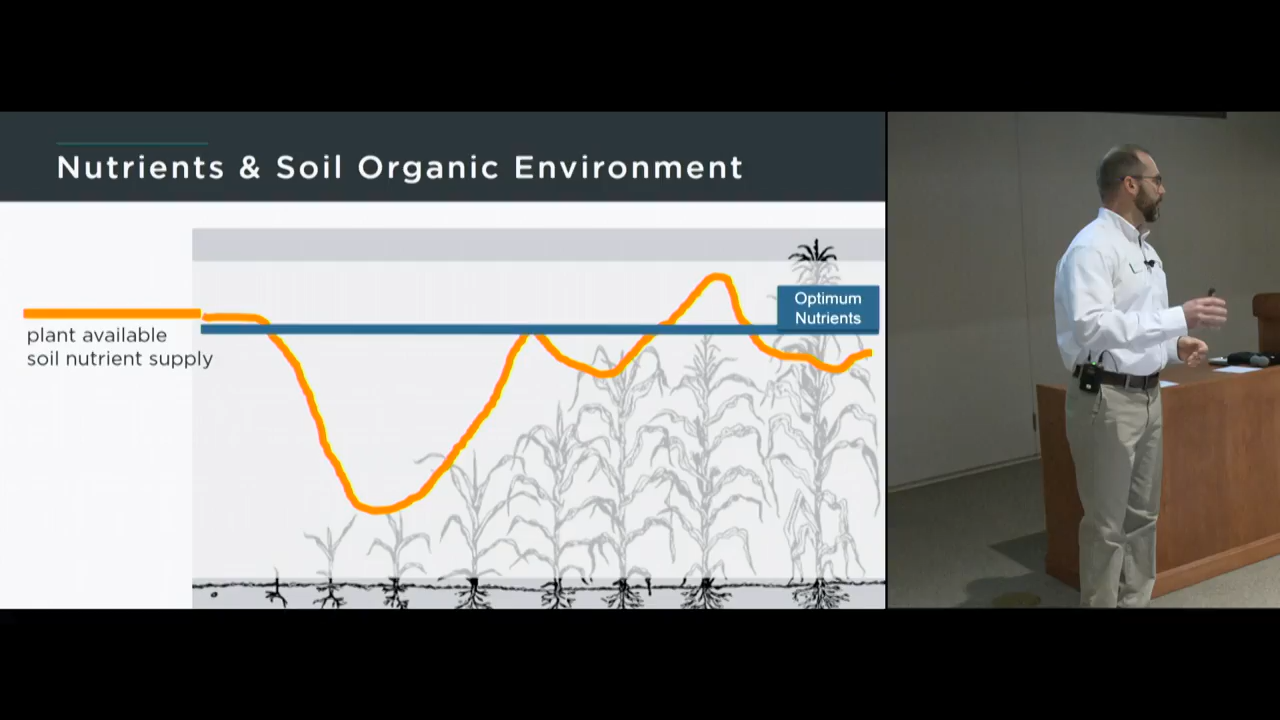 Nutrients & Soil Organic Environment
plant available
soil nutrient supply
Optimum
Nutrients